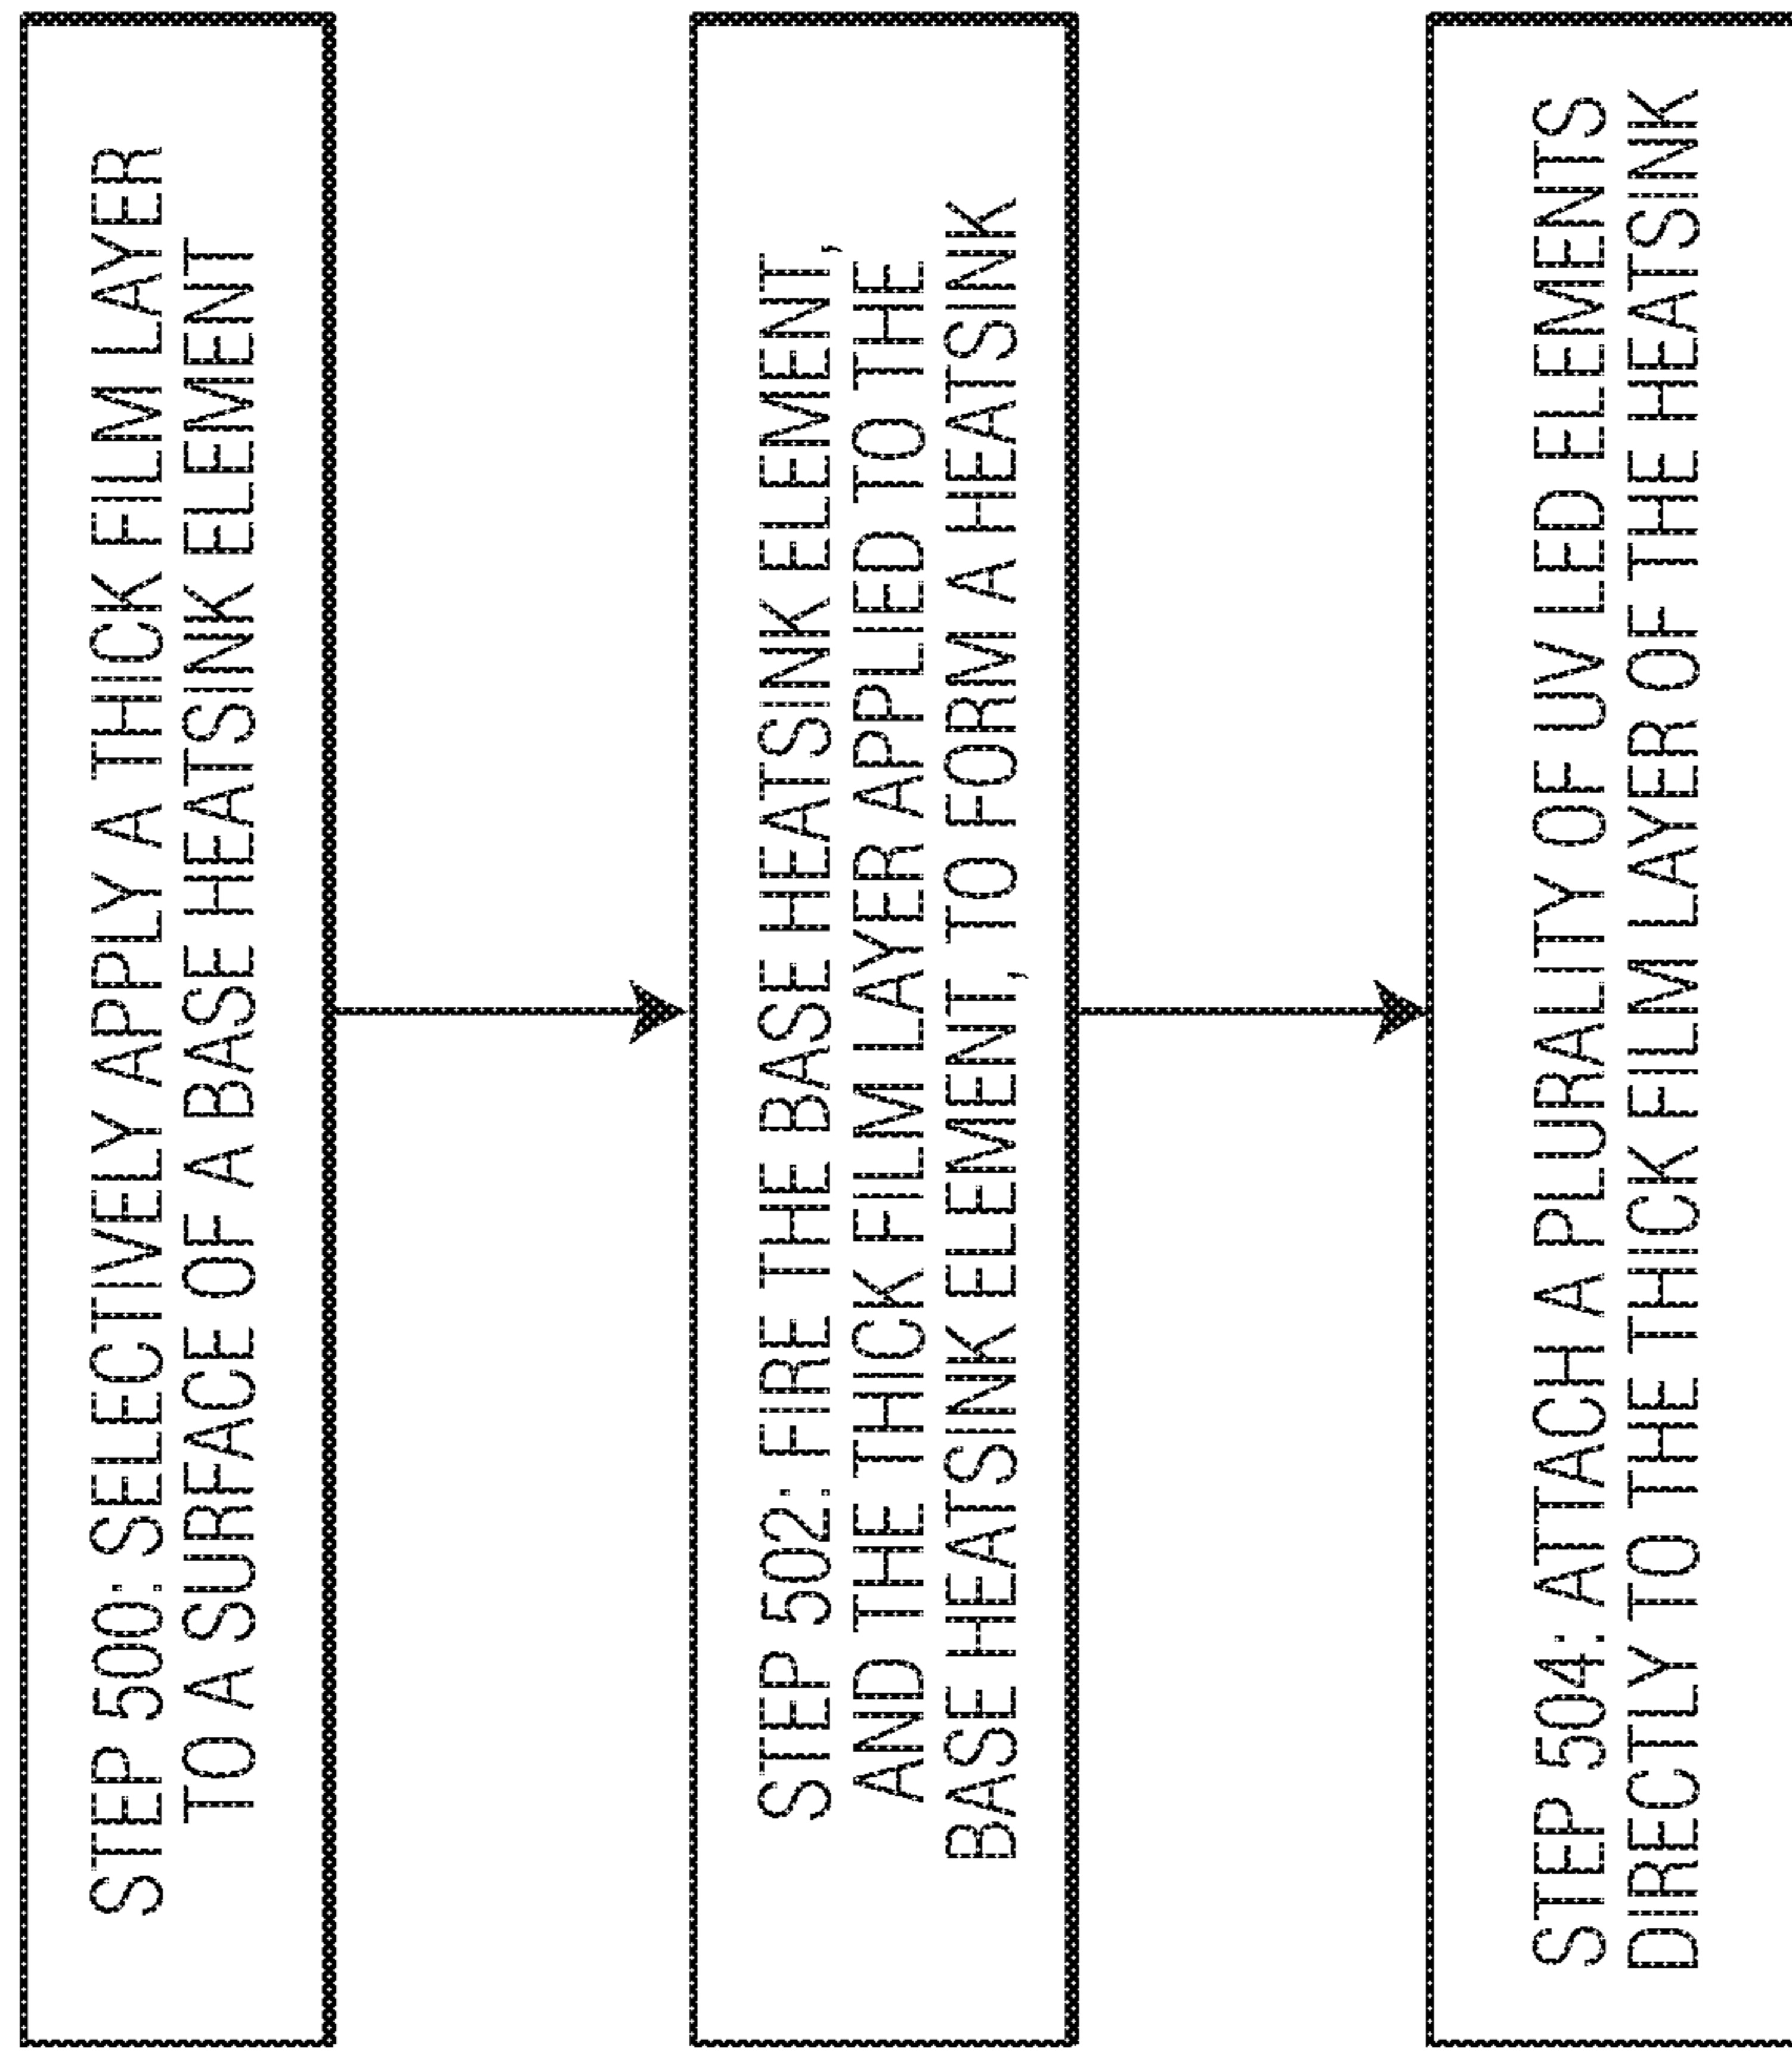 STEP 500: SELECTIVELY APPLY A THICK FILM LAYER
TO A SURFACE OF A BASE HEATSINK ELEMENT
STEP 502: FIRE THE BASE HEATSINK ELEMENT,
AND THE THICK FILM LAYER APPLIED TO THE
BASE HEATSINK ELEMENT, TO FORM A HEATSINK
STEP 504: ATTACH A PLURALITY OF UV LED ELEMENTS
DIRECTLY TO THE THICK FILM LAYER OF THE HEATSINK